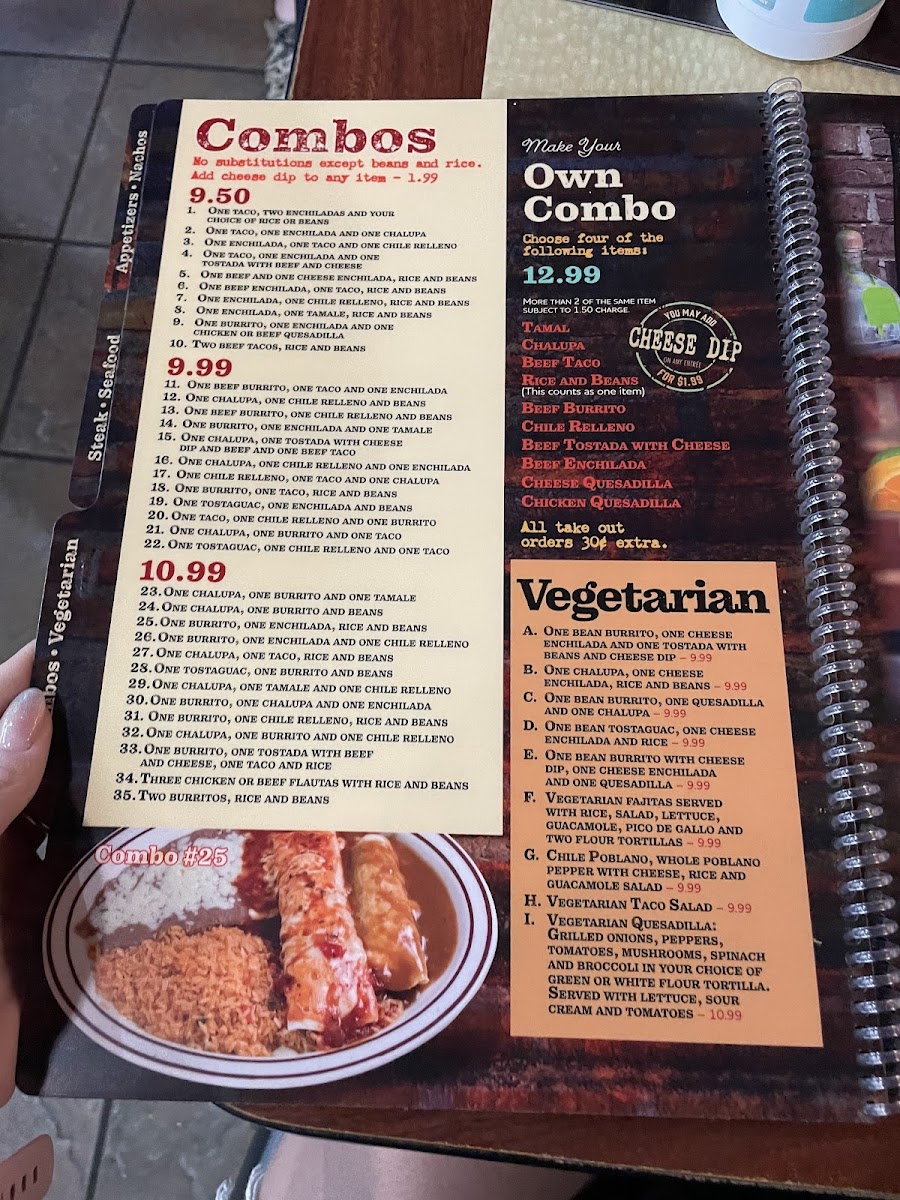 Appetizers • Nachos
Steak • Seafood
bos • Vegetarian
Combos
No substitutions except beans and rice.
Add cheese dip to any item - 1.99
9.50
1. One taco, two enchiladas and your
choice of rice or beans
2. One taco, one enchilada and one chalupa
3. One enchilada, one taco and one chile relleno
4. One taco, one enchilada and one
tostada with beef and cheese
5. One beef and one cheese enchilada, rice and beans
6. One beef enchilada, one taco, rice and beans
7. One enchilada, one chile relleno, rice and beans
8. One enchilada, one tamale, rice and beans
9. One burrito, one enchilada and one
chicken or beef quesadilla
10. Two beef tacos, rice and beans
9.99
11. One beef burrito, one taco and one enchilada
12. One chalupa, one chile relleno and beans
13. One beef burrito, one chile relleno and beans
14. One burrito, one enchilada and one tamale
15. One chalupa, one tostada with cheese
dip and beef and one beef taco
16. One chalupa, one chile relleno and one enchilada
17. One chile relleno, one taco and one chalupa
18. One burrito, one taco, rice and beans
19. One tostaguac, one enchilada and beans
20. One taco, one chile relleno and one burrito
21. One chalupa, one burrito and one taco
22. One tostaguac, one chile relleno and one taco
10.99
23. One chalupa, one burrito and one tamale
24. One chalupa, one burrito and beans
25. One burrito, one enchilada, rice and beans
26. One burrito, one enchilada and one chile relleno
27. One chalupa, one taco, rice and beans
28. One tostaguac, one burrito and beans
29. One chalupa, one tamale and one chile relleno
30. One burrito, one chalupa and one enchilada
31. One burrito, one chile relleno, rice and beans
32. One chalupa, one burrito and one chile relleno
33. One burrito, one tostada with beef
and cheese, one taco and rice
34. Three chicken or beef flautas with rice and beans
35. Two burritos, rice and beans
Combo #25
Make Your
Own
Combo
Choose four of the
following items:
12.99
More than 2 of the same item
subject to 1.50 charge.
YOU MAY ADD
CHEESE DIP
ON ANY ENTRÉE
FOR $1.99
Tamal
Chalupa
Beef Taco
Rice and Beans
(This counts as one item)
Beef Burrito
Chile Relleno
Beef Tostada with Cheese
Beef Enchilada
Cheese Quesadilla
Chicken Quesadilla
All take out
orders 30¢ extra.
Vegetarian
A. One bean burrito, one cheese
enchilada and one tostada with
beans and cheese dip – 9.99
B. One chalupa, one cheese
enchilada, rice and beans – 9.99
C. One bean burrito, one quesadilla
and one chalupa – 9.99
D. One bean tostaguac, one cheese
enchilada and rice – 9.99
E. One bean burrito with cheese
dip, one cheese enchilada
and one quesadilla – 9.99
F. Vegetarian fajitas served
with rice, salad, lettuce,
guacamole, pico de gallo and
two flour tortillas – 9.99
G. Chile Poblano, whole poblano
pepper with cheese, rice and
guacamole salad – 9.99
H. Vegetarian Taco Salad – 9.99
I. Vegetarian Quesadilla:
Grilled onions, peppers,
tomatoes, mushrooms, spinach
and broccoli in your choice of
green or white flour tortilla.
Served with lettuce, sour
cream and tomatoes – 10.99